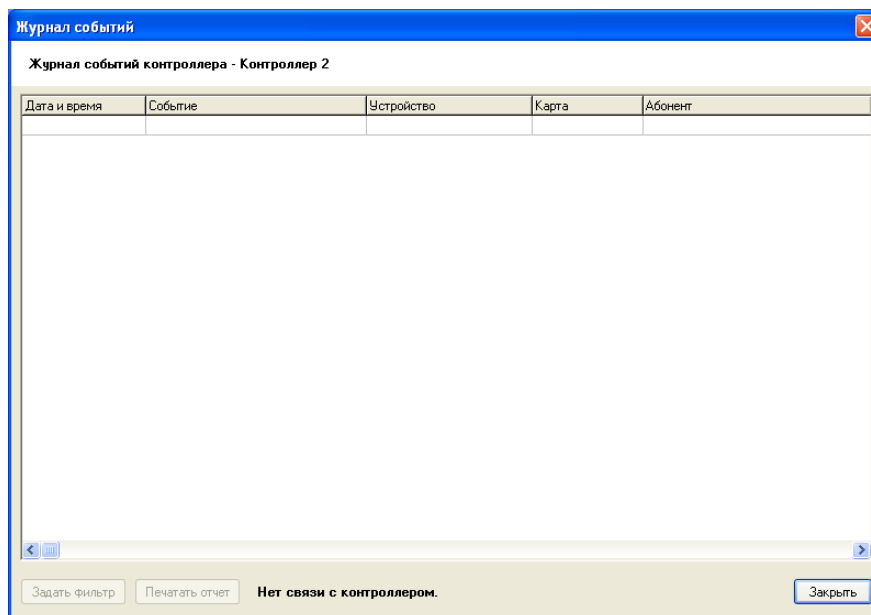 Журнал событий
Журнал событий контроллера - Контроллер 2
Дата и время Событие Устройство Карта Абонент
Задать фильтр Печатать отчет Нет связи с контроллером. Закрыть